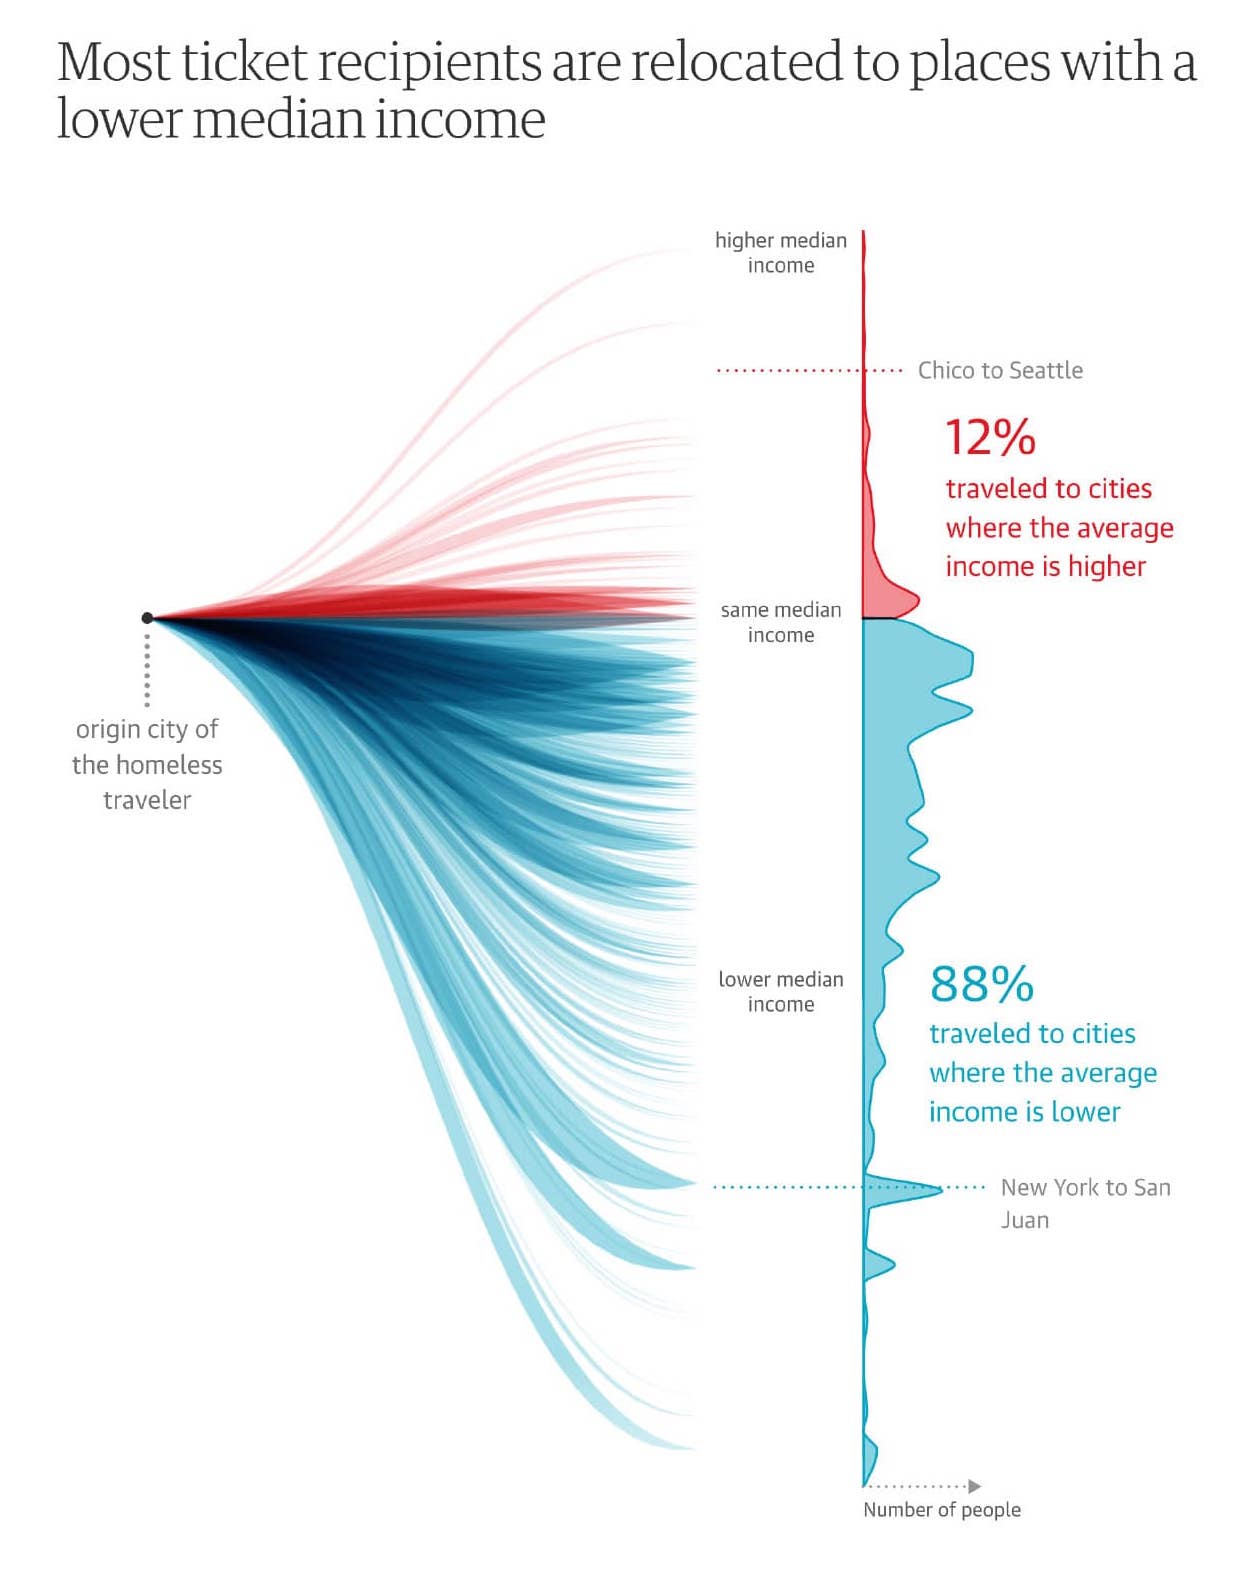 Most ticket recipients are relocated to places with a
lower median income
higher median
income
Chico to Seattle
12%
traveled to cities
where the average
income is higher
same median
income
origin city of
the homeless
traveler
lower median
income
88%
traveled to cities
where the average
income is lower
New York to San
Juan
Number of people